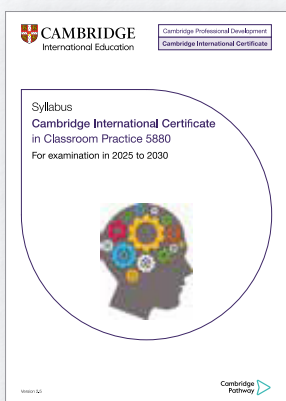 CAMBRIDGE
International Education
Cambridge Professional Development
Cambridge International Certificate
Syllabus
Cambridge International Certificate
in Classroom Practice 5880
For examination in 2025 to 2030
Cambridge
Pathway